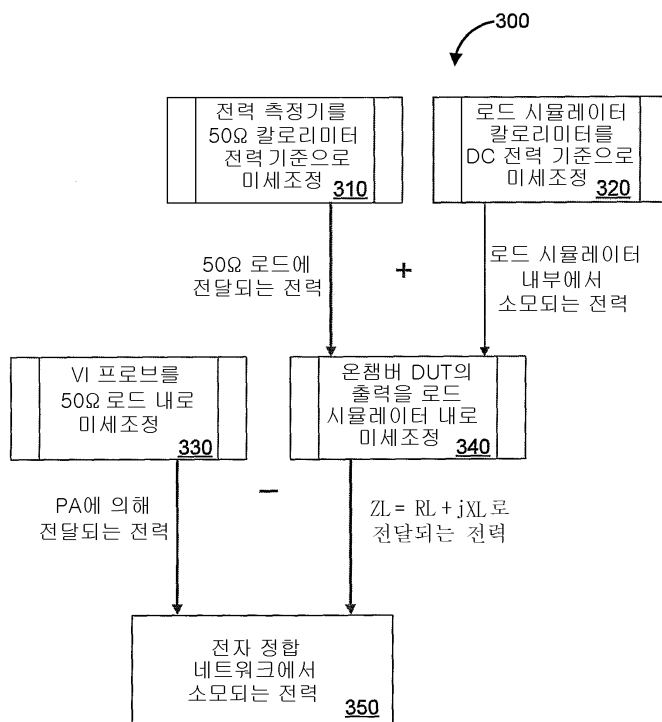 300
전력 측정기를
50Ω 칼로리미터
전력 기준으로
미세조정
310
로드 시뮬레이터
칼로리미터를
DC 전력 기준으로
미세조정
320
50Ω 로드에
전달되는 전력
+
로드 시뮬레이터
내부에서
소모되는 전력
VI 프로브를
50Ω 로드 내로
미세조정
330
온챔버 DUT의
출력을 로드
시뮬레이터 내로
미세조정
340
PA에 의해
전달되는 전력
−
ZL = RL + jXL로
전달되는 전력
전자 정합
네트워크에서
소모되는 전력
350